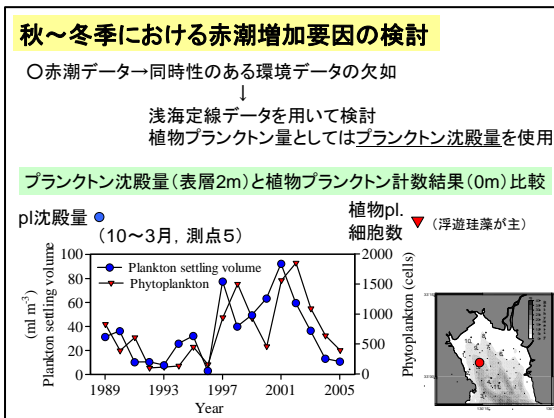 秋～冬季における赤潮増加要因の検討
○赤潮データ→同時性のある環境データの欠如
↓
浅海定線データを用いて検討
植物プランクトン量としてはプランクトン沈殿量を使用
プランクトン沈殿量(表層2m)と植物プランクトン計数結果(0m)比較
pl沈殿量
(10～3月, 測点5)
植物pl.
細胞数
(浮遊珪藻が主)
Plankton settling volume
Phytoplankton
Plankton settling volume
(ml m-3)
100
80
60
40
20
0
2000
1500
1000
500
0
Phytoplankton (cells)
1989
1993
1997
2001
2005
Year